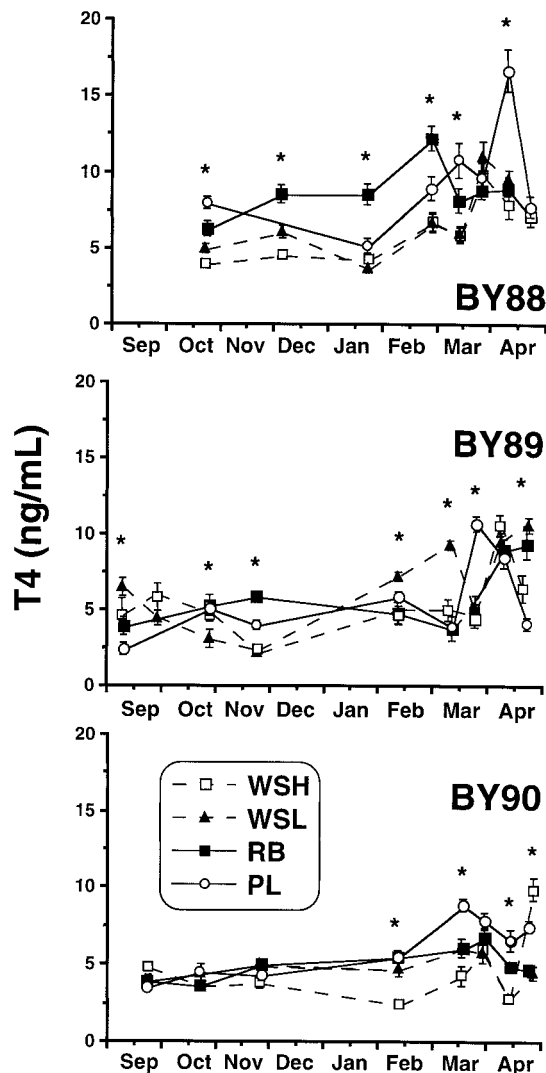 20
15
10
5
0
* * * * * *
BY88
Sep Oct Nov Dec Jan Feb Mar Apr
T4 (ng/mL)
20
15
10
5
0
* * * * * * *
BY89
Sep Oct Nov Dec Jan Feb Mar Apr
20
15
10
5
0
WSH
WSL
RB
PL
BY90
* * * *
Sep Oct Nov Dec Jan Feb Mar Apr